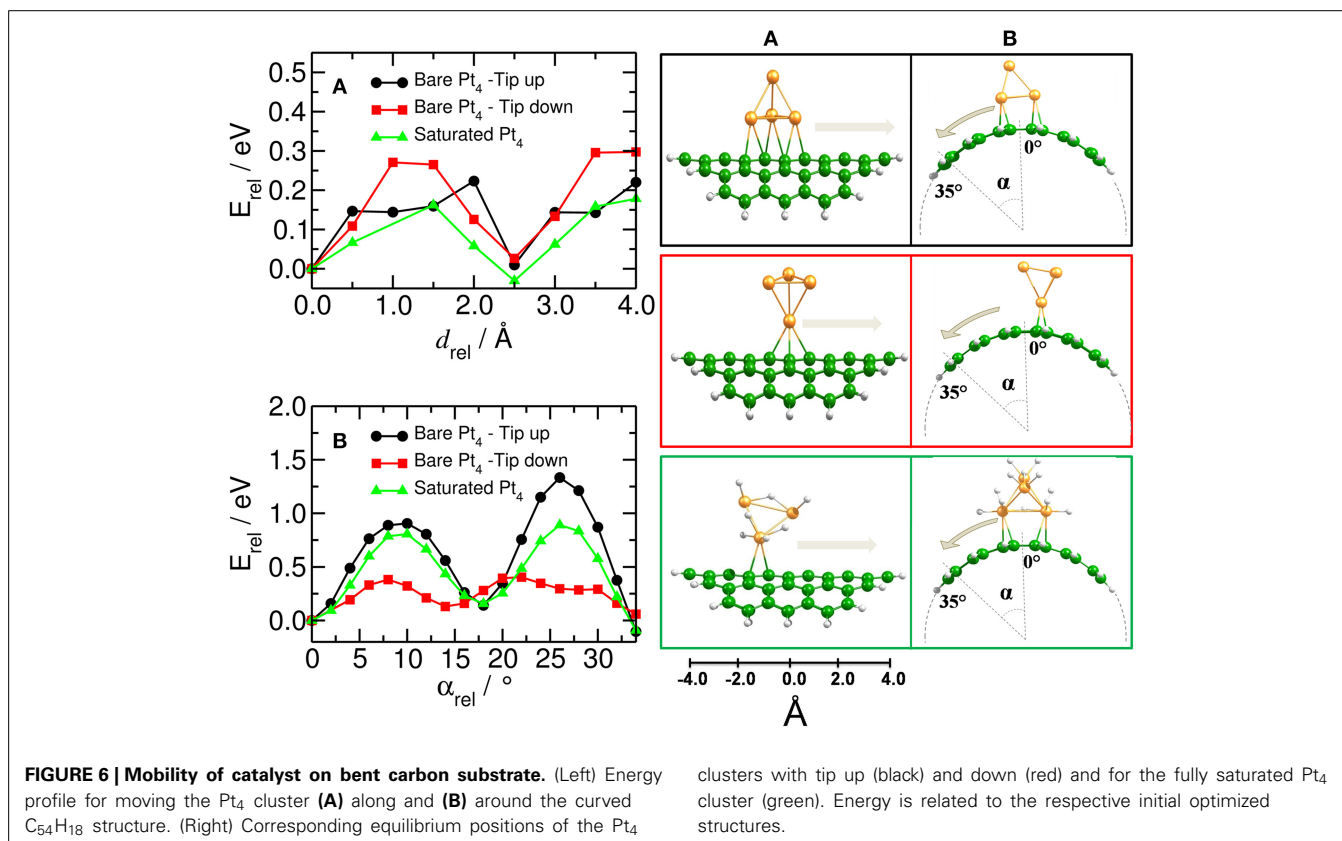 A
Bare Pt4 -Tip up
Bare Pt4 - Tip down
Saturated Pt4
0.5
0.4
0.3
0.2
0.1
0.0
E_rel / eV
0.0 1.0 2.0 3.0 4.0
d_rel / Å
B
Bare Pt4 - Tip up
Bare Pt4 -Tip down
Saturated Pt4
2.0
1.5
1.0
0.5
0.0
E_rel / eV
0 5 10 15 20 25 30
α_rel / °
A B
0°
35°
α
0°
35°
α
0°
35°
α
-4.0 -2.0 0.0 2.0 4.0
Å
FIGURE 6 | Mobility of catalyst on bent carbon substrate. (Left) Energy
profile for moving the Pt4 cluster (A) along and (B) around the curved
C54H18 structure. (Right) Corresponding equilibrium positions of the Pt4
clusters with tip up (black) and down (red) and for the fully saturated Pt4
cluster (green). Energy is related to the respective initial optimized
structures.